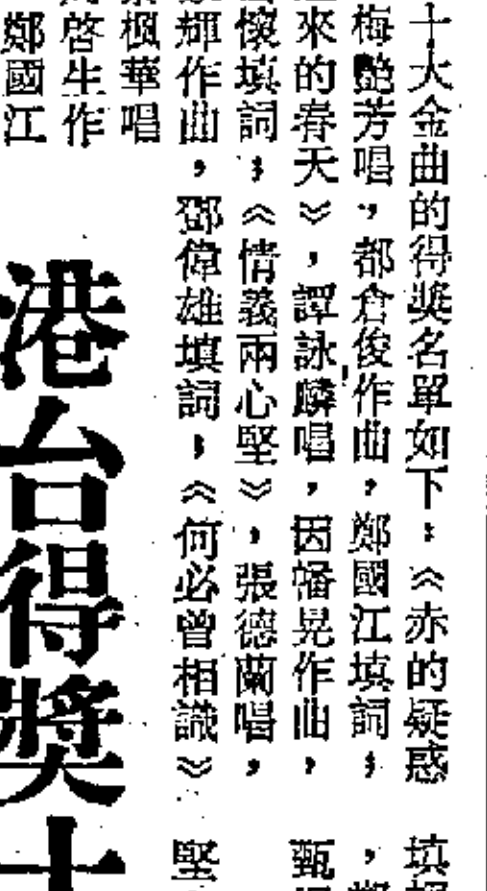 十大金曲的得獎名單如下:《赤的疑惑
梅艷芳唱,都倉俊作曲,鄭國江填詞;
來的春天》,譚詠麟唱,因幡晃作曲,
懷填詞;《情義兩心堅》,張德蘭唱,
輝作曲,鄧偉雄填詞;《何必曾相識》
楓華唱
啓生作
鄭國江
填
,鄭
甄
堅
港台得獎十